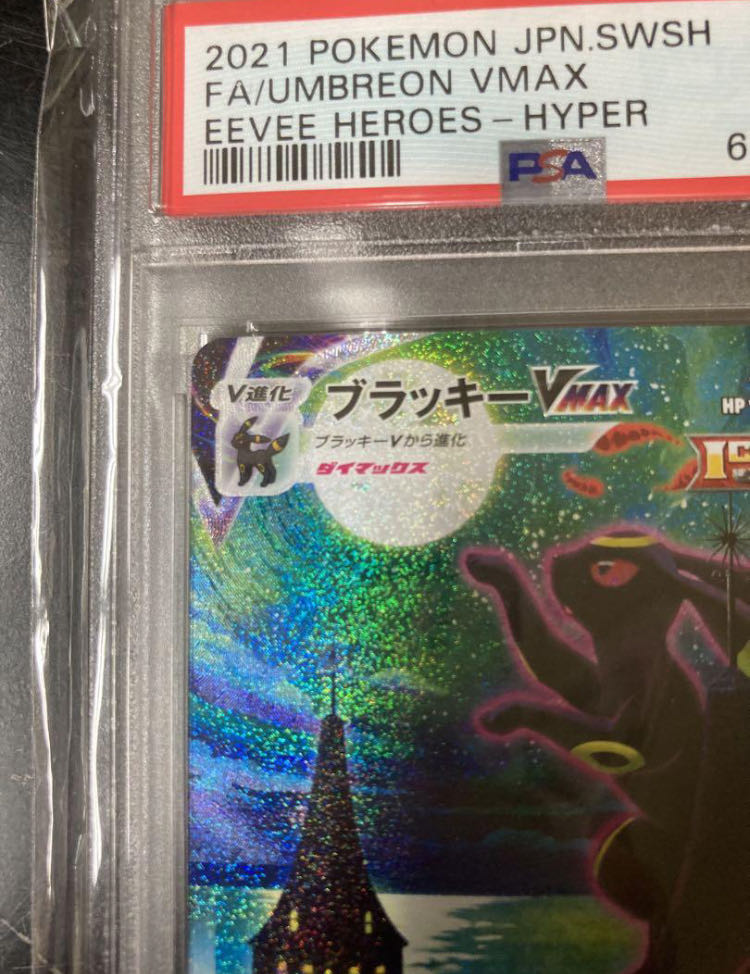 2021 POKEMON JPN.SWSH
FA/UMBREON VMAX
EEVEE HEROES-HYPER
6
PSA
V進化
ブラッキーVMAX
HP
ブラッキーVから進化
ダイマックス